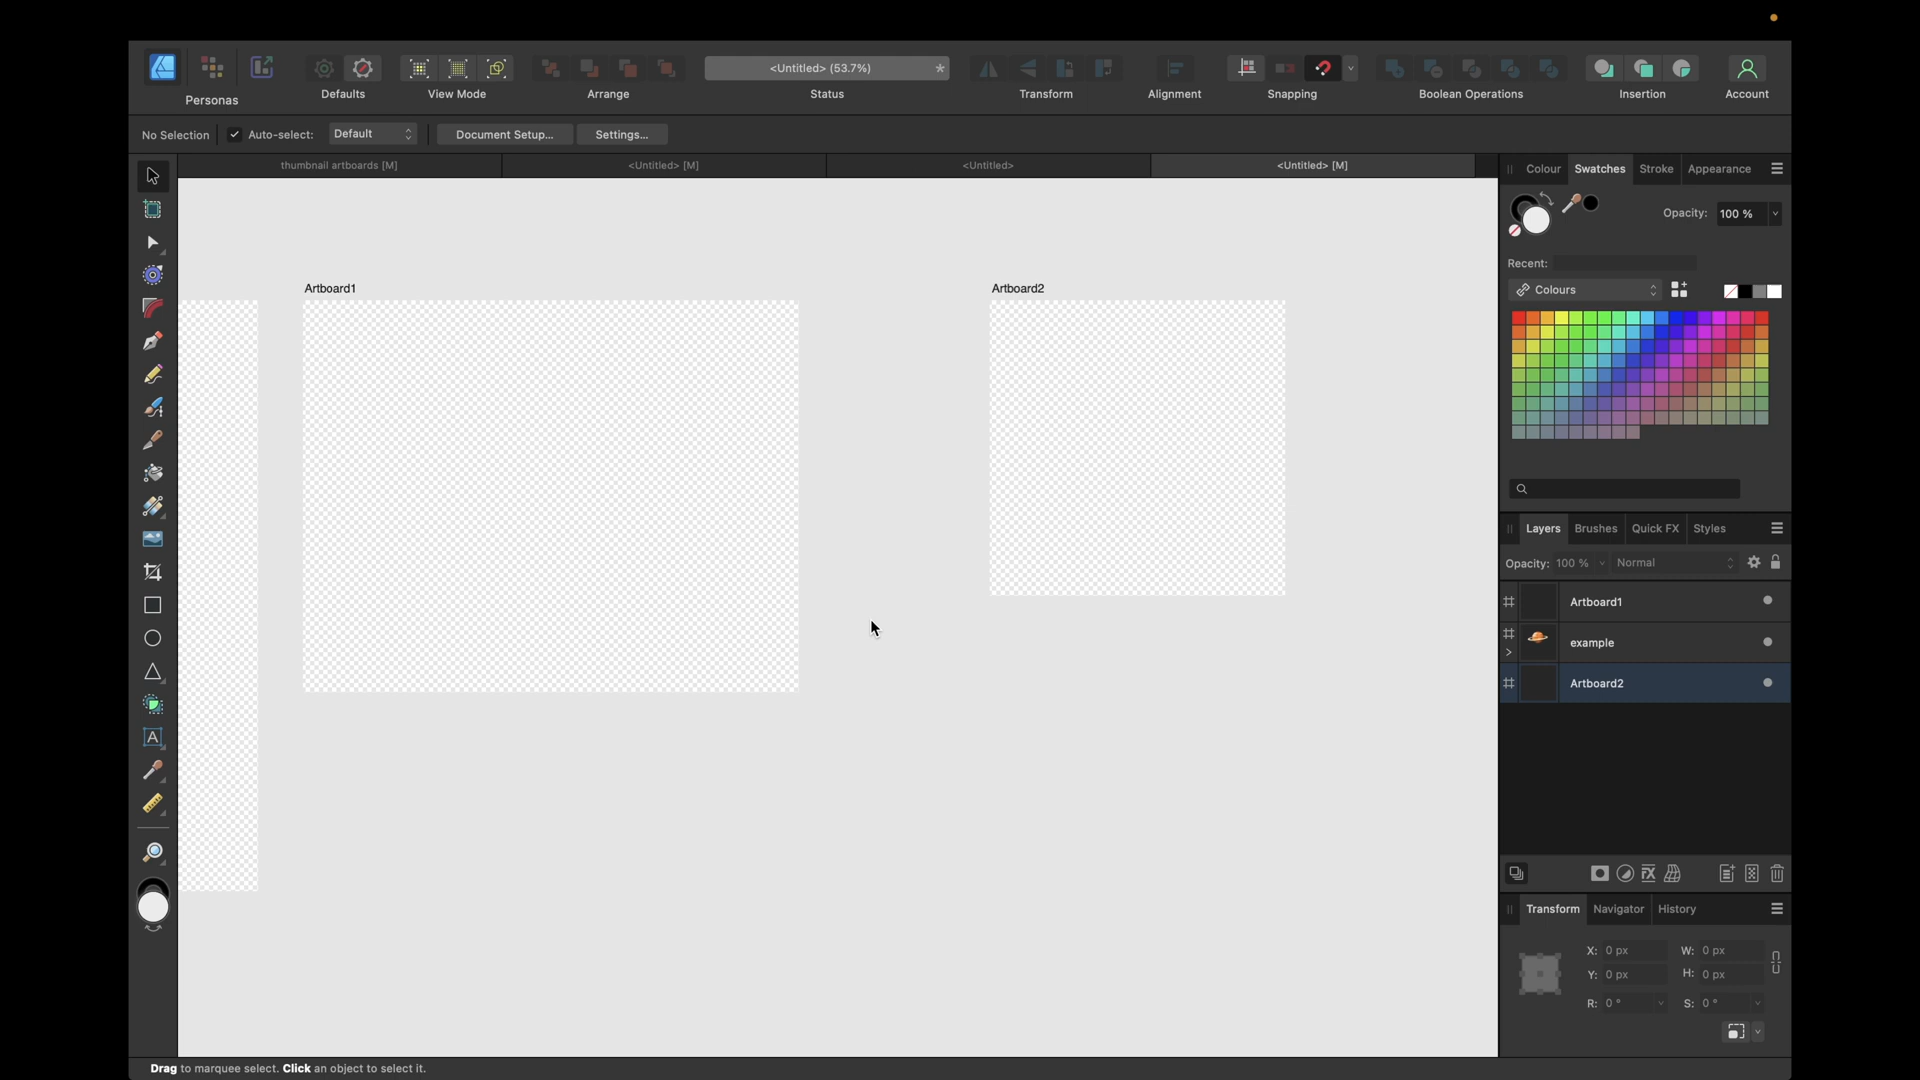 <Untitled> (53.7%)
*
Personas
Defaults
View Mode
Arrange
Status
Transform
Alignment
Snapping
Boolean Operations
Insertion
Account
No Selection
Auto-select:
Default
Document Setup...
Settings...
thumbnail artboards [M]
<Untitled> [M]
<Untitled>
<Untitled> [M]
Colour
Swatches
Stroke
Appearance
Opacity:
100 %
Recent:
Colours
Artboard1
Artboard2
Layers
Brushes
Quick FX
Styles
Opacity:
100 %
Normal
Artboard1
example
Artboard2
Transform
Navigator
History
X:
0 px
W:
0 px
Y:
0 px
H:
0 px
R:
0 °
S:
0 °
Drag to marquee select. Click an object to select it.